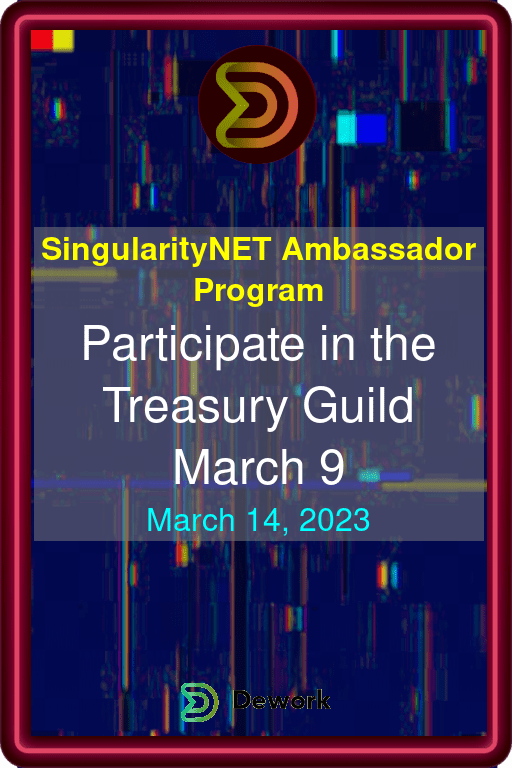 SingularityNET Ambassador
Program
Participate in the
Treasury Guild
March 9
March 14, 2023
Dework